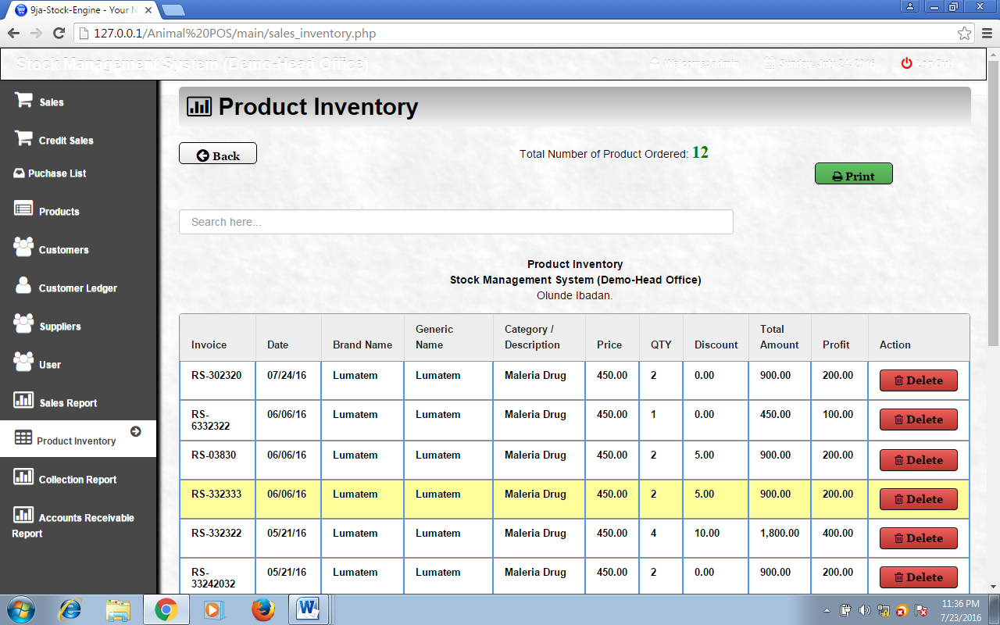 9ja-Stock-Engine - Your N
127.0.0.1/Animal%20POS/main/sales_inventory.php
Stock Management System (Demo-Head Office)
Welcome: admin
Sunday, July 24, 2016
Log Out
Sales
Credit Sales
Puchase List
Products
Customers
Customer Ledger
Suppliers
User
Sales Report
Product Inventory
Collection Report
Accounts Receivable
Report
Product Inventory
Back
Total Number of Product Ordered: 12
Print
Search here...
Product Inventory
Stock Management System (Demo-Head Office)
Olunde Ibadan.
Invoice Date Brand Name Generic Name Category / Description Price QTY Discount Total Amount Profit Action
RS-302320 07/24/16 Lumatem Lumatem Maleria Drug 450.00 2 0.00 900.00 200.00 Delete
RS-
6332322 06/06/16 Lumatem Lumatem Maleria Drug 450.00 1 0.00 450.00 100.00 Delete
RS-03830 06/06/16 Lumatem Lumatem Maleria Drug 450.00 2 5.00 900.00 200.00 Delete
RS-332333 06/06/16 Lumatem Lumatem Maleria Drug 450.00 2 5.00 900.00 200.00 Delete
RS-332322 05/21/16 Lumatem Lumatem Maleria Drug 450.00 4 10.00 1,800.00 400.00 Delete
RS-
33242032 05/21/16 Lumatem Lumatem Maleria Drug 450.00 2 0.00 900.00 200.00 Delete
11:36 PM
7/23/2016